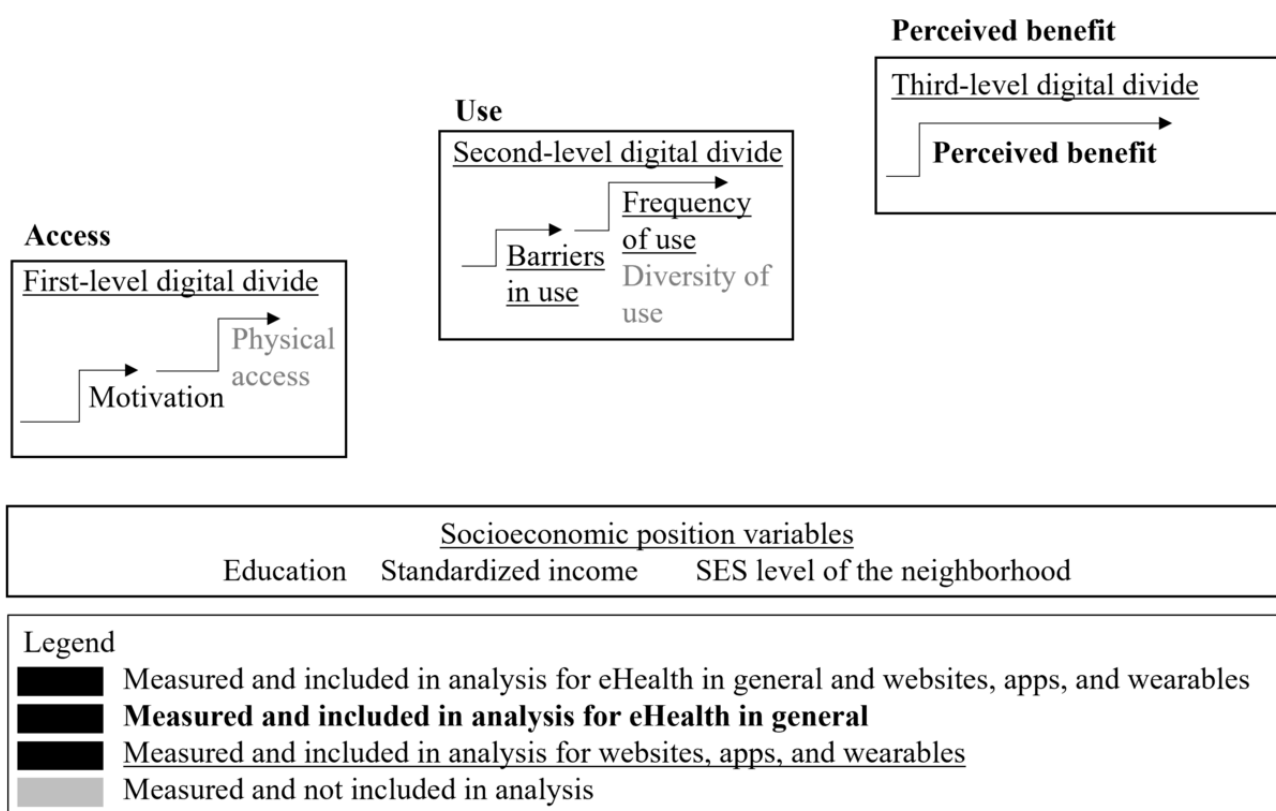 Perceived benefit
Third-level digital divide
Perceived benefit
Use
Second-level digital divide
Frequency
of use
Barriers
in use
Diversity of
use
Access
First-level digital divide
Physical
access
Motivation
Socioeconomic position variables
Education Standardized income SES level of the neighborhood
Legend
Measured and included in analysis for eHealth in general and websites, apps, and wearables
Measured and included in analysis for eHealth in general
Measured and included in analysis for websites, apps, and wearables
Measured and not included in analysis